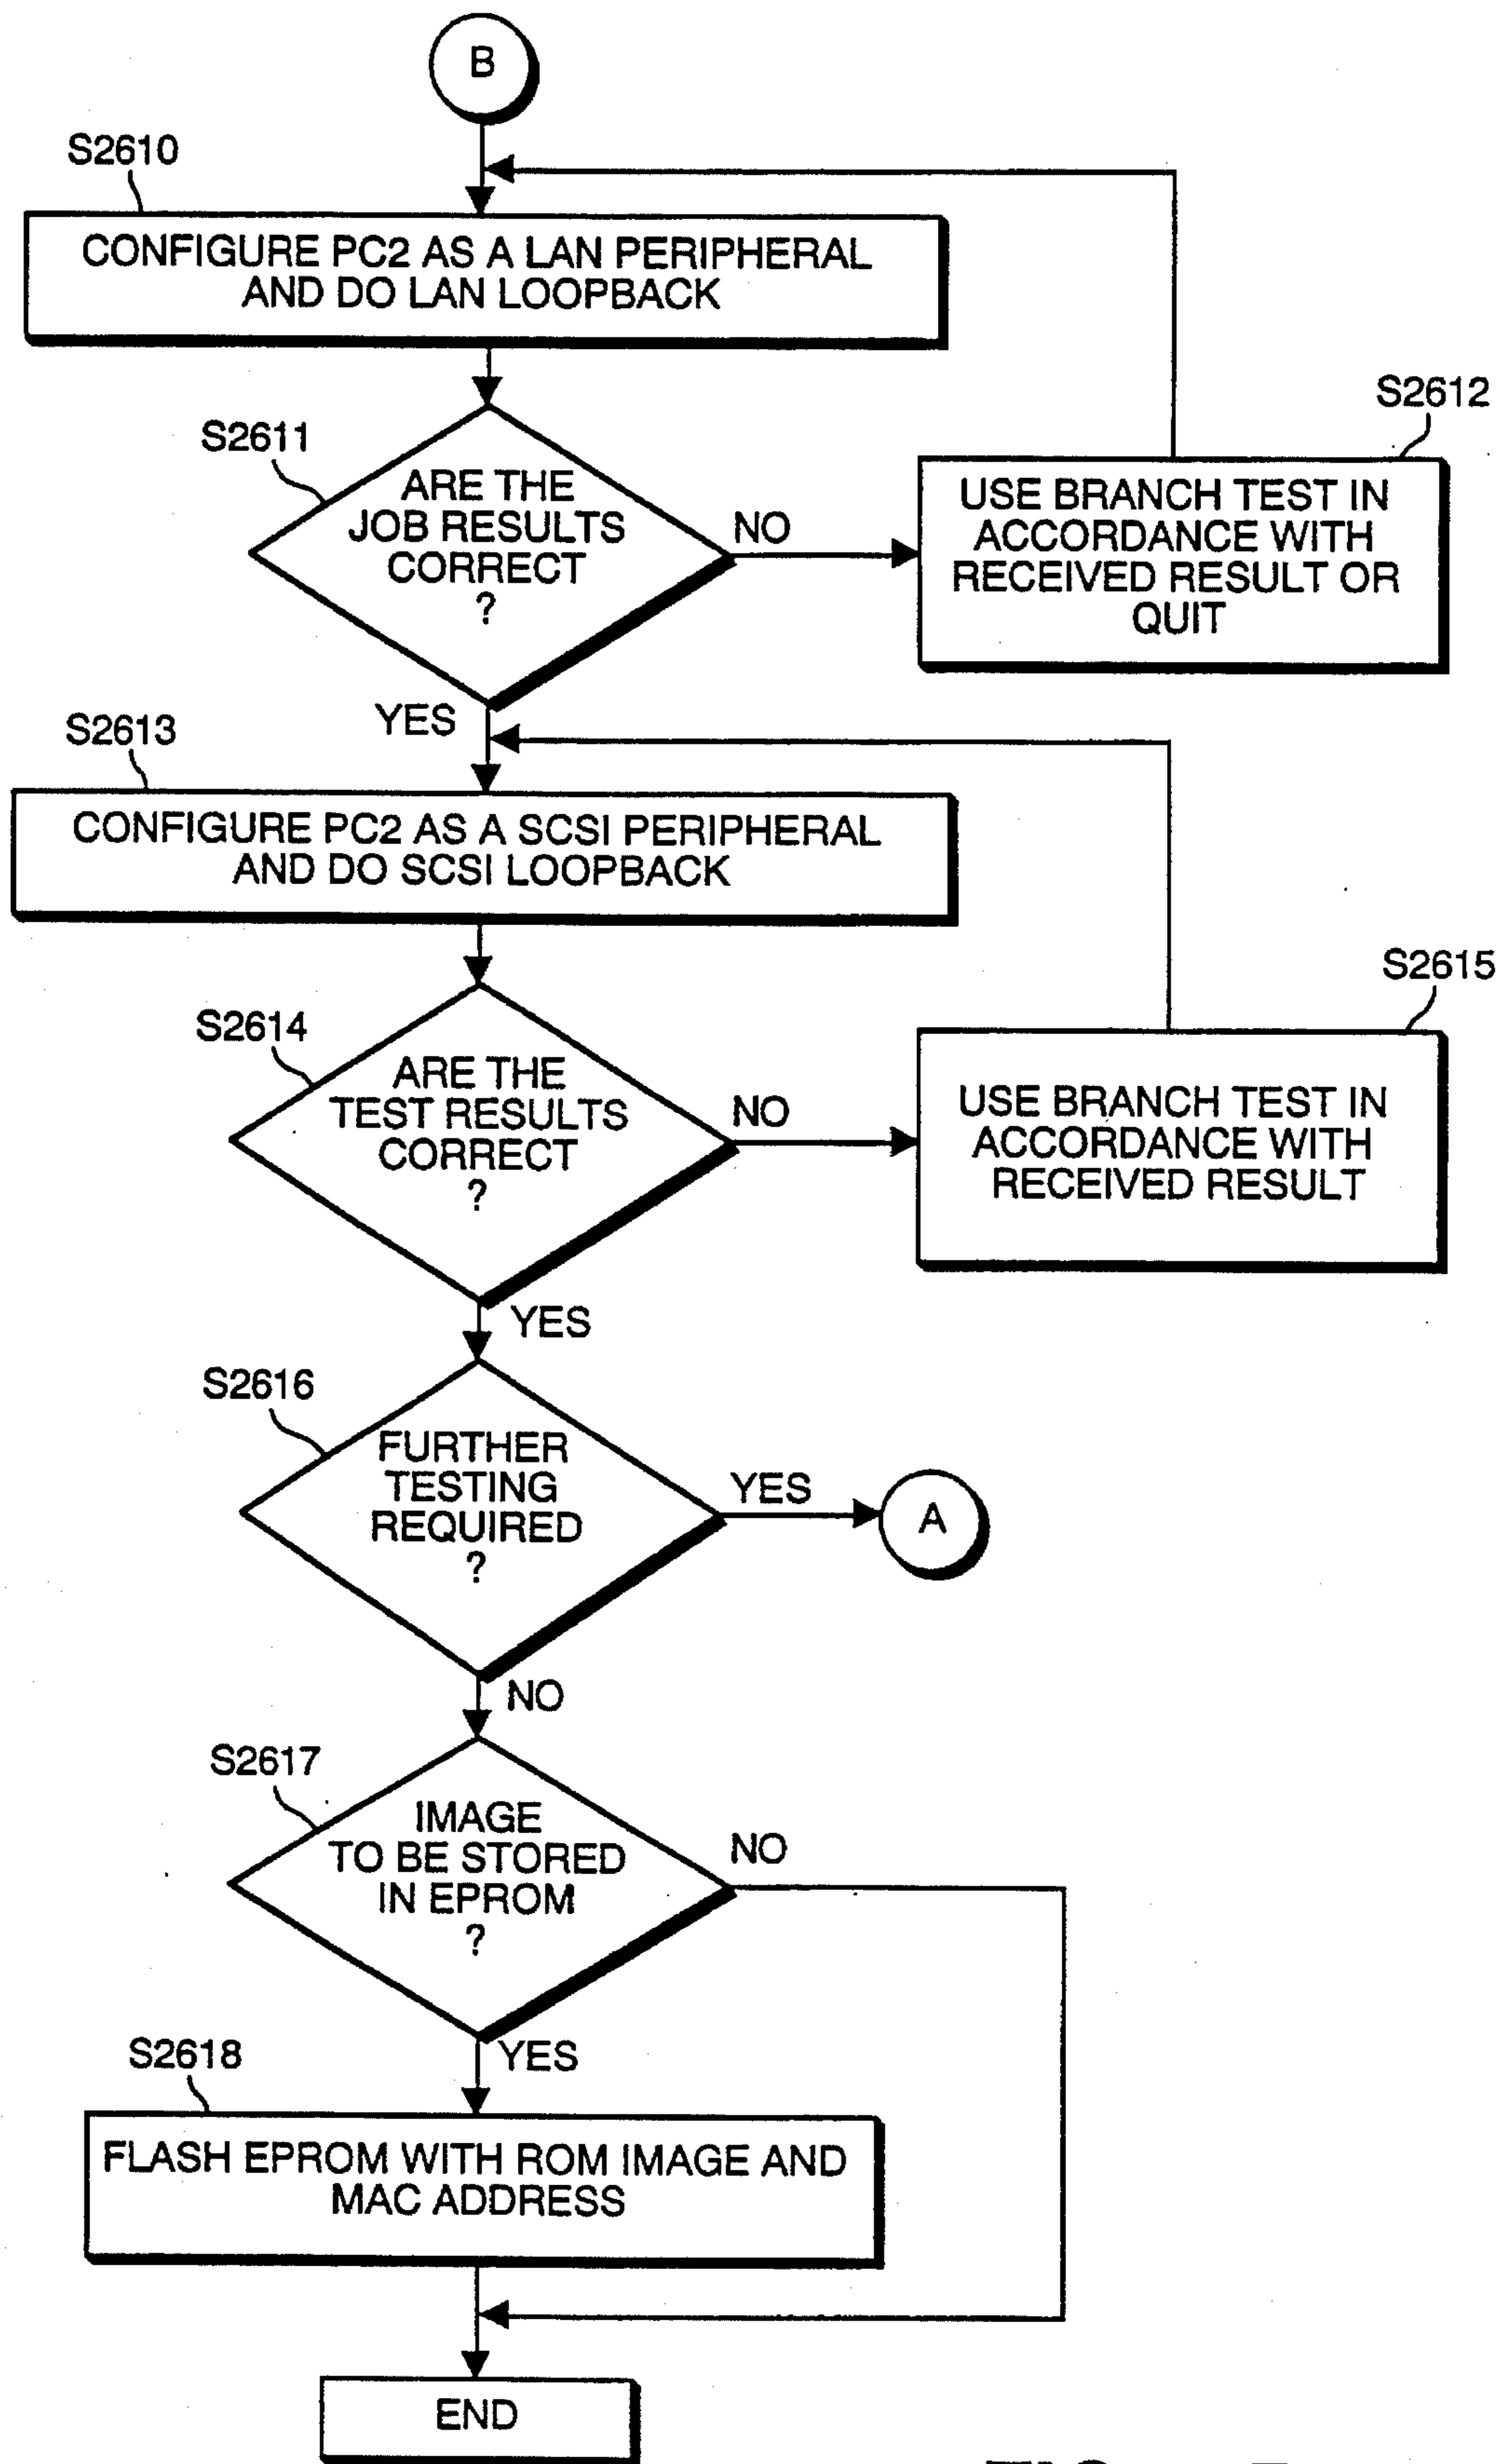 B
S2610
CONFIGURE PC2 AS A LAN PERIPHERAL
AND DO LAN LOOPBACK
S2611
ARE THE
JOB RESULTS
CORRECT
?
NO
S2612
USE BRANCH TEST IN
ACCORDANCE WITH
RECEIVED RESULT OR
QUIT
YES
S2613
CONFIGURE PC2 AS A SCSI PERIPHERAL
AND DO SCSI LOOPBACK
S2614
ARE THE
TEST RESULTS
CORRECT
?
NO
S2615
USE BRANCH TEST IN
ACCORDANCE WITH
RECEIVED RESULT
YES
S2616
FURTHER
TESTING
REQUIRED
?
YES
A
NO
S2617
IMAGE
TO BE STORED
IN EPROM
?
NO
YES
S2618
FLASH EPROM WITH ROM IMAGE AND
MAC ADDRESS
END